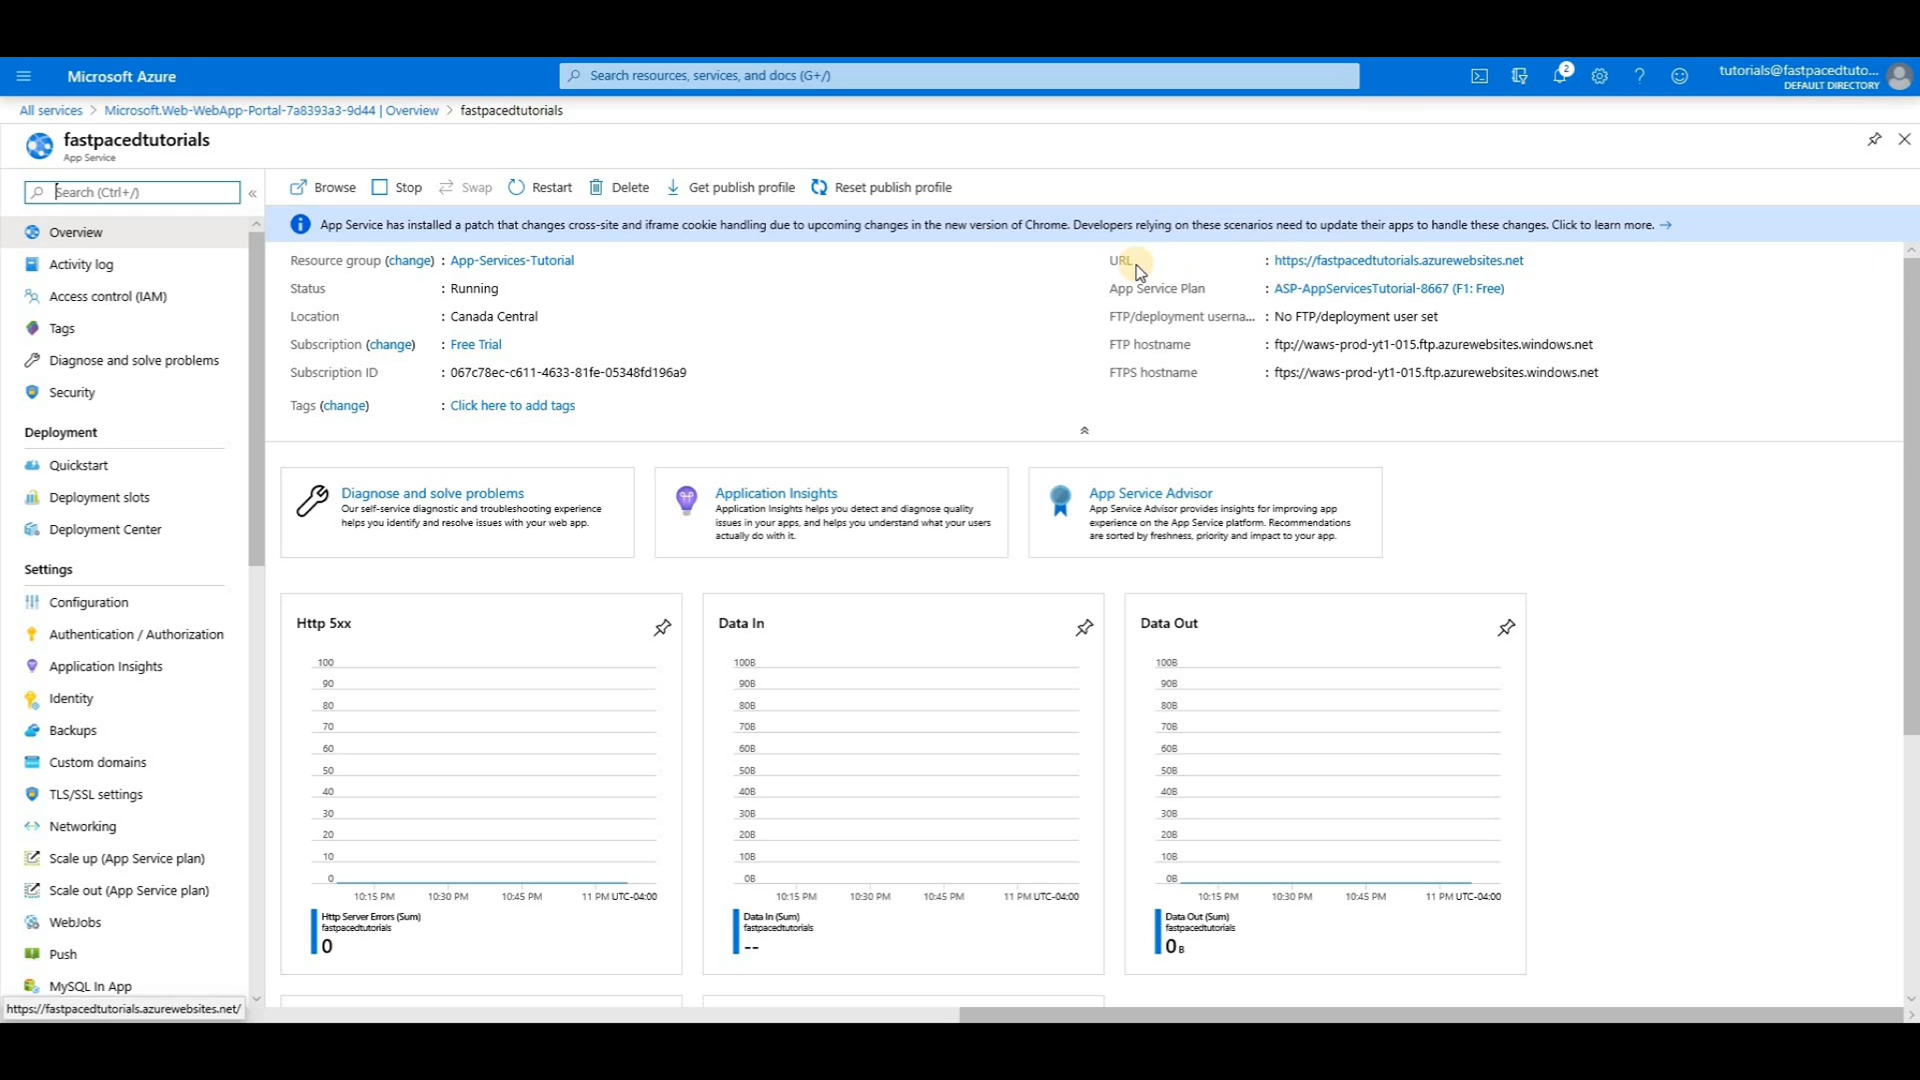 Microsoft Azure
Search resources, services, and docs (G+/)
2
tutorials@fastpacedtuto...
DEFAULT DIRECTORY
All services > Microsoft.Web-WebApp-Portal-7a8393a3-9d44 | Overview > fastpacedtutorials
fastpacedtutorials
App Service
Search (Ctrl+/)
«
Overview
Activity log
Access control (IAM)
Tags
Diagnose and solve problems
Security
Deployment
Quickstart
Deployment slots
Deployment Center
Settings
Configuration
Authentication / Authorization
Application Insights
Identity
Backups
Custom domains
TLS/SSL settings
Networking
Scale up (App Service plan)
Scale out (App Service plan)
WebJobs
Push
MySQL In App
https://fastpacedtutorials.azurewebsites.net/
Browse Stop Swap Restart Delete Get publish profile Reset publish profile
App Service has installed a patch that changes cross-site and iframe cookie handling due to upcoming changes in the new version of Chrome. Developers relying on these scenarios need to update their apps to handle these changes. Click to learn more. →
Resource group (change) : App-Services-Tutorial
Status : Running
Location : Canada Central
Subscription (change) : Free Trial
Subscription ID : 067c78ec-c611-4633-81fe-05348fd196a9
Tags (change) : Click here to add tags
URL : https://fastpacedtutorials.azurewebsites.net
App Service Plan : ASP-AppServicesTutorial-8667 (F1: Free)
FTP/deployment userna... : No FTP/deployment user set
FTP hostname : ftp://waws-prod-yt1-015.ftp.azurewebsites.windows.net
FTPS hostname : ftps://waws-prod-yt1-015.ftp.azurewebsites.windows.net
Diagnose and solve problems
Our self-service diagnostic and troubleshooting experience
helps you identify and resolve issues with your web app.
Application Insights
Application Insights helps you detect and diagnose quality
issues in your apps, and helps you understand what your users
actually do with it.
App Service Advisor
App Service Advisor provides insights for improving app
experience on the App Service platform. Recommendations
are sorted by freshness, priority and impact to your app.
Http 5xx
100
90
80
70
60
50
40
30
20
10
0
10:15 PM 10:30 PM 10:45 PM 11 PM UTC-04:00
Http Server Errors (Sum)
fastpacedtutorials
0
Data In
100B
90B
80B
70B
60B
50B
40B
30B
20B
10B
0B
10:15 PM 10:30 PM 10:45 PM 11 PM UTC-04:00
Data In (Sum)
fastpacedtutorials
--
Data Out
100B
90B
80B
70B
60B
50B
40B
30B
20B
10B
0B
10:15 PM 10:30 PM 10:45 PM 11 PM UTC-04:00
Data Out (Sum)
fastpacedtutorials
0 B